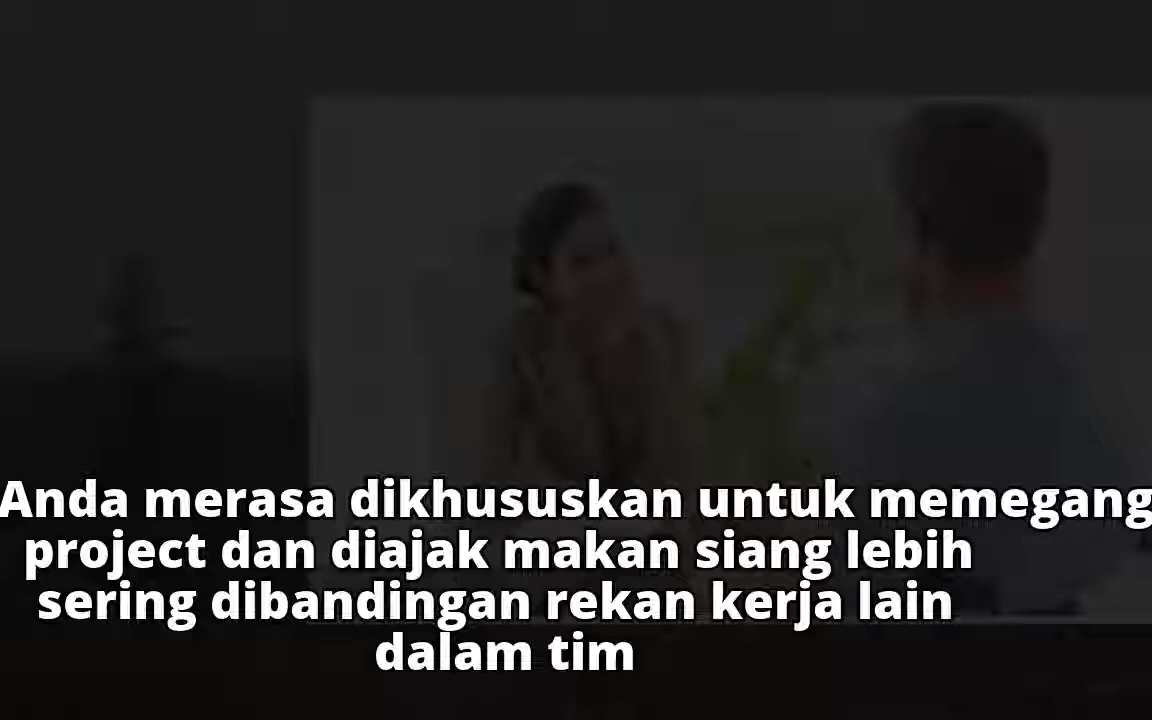 Anda merasa dikhususkan untuk memegang
project dan diajak makan siang lebih
sering dibandingan rekan kerja lain
dalam tim